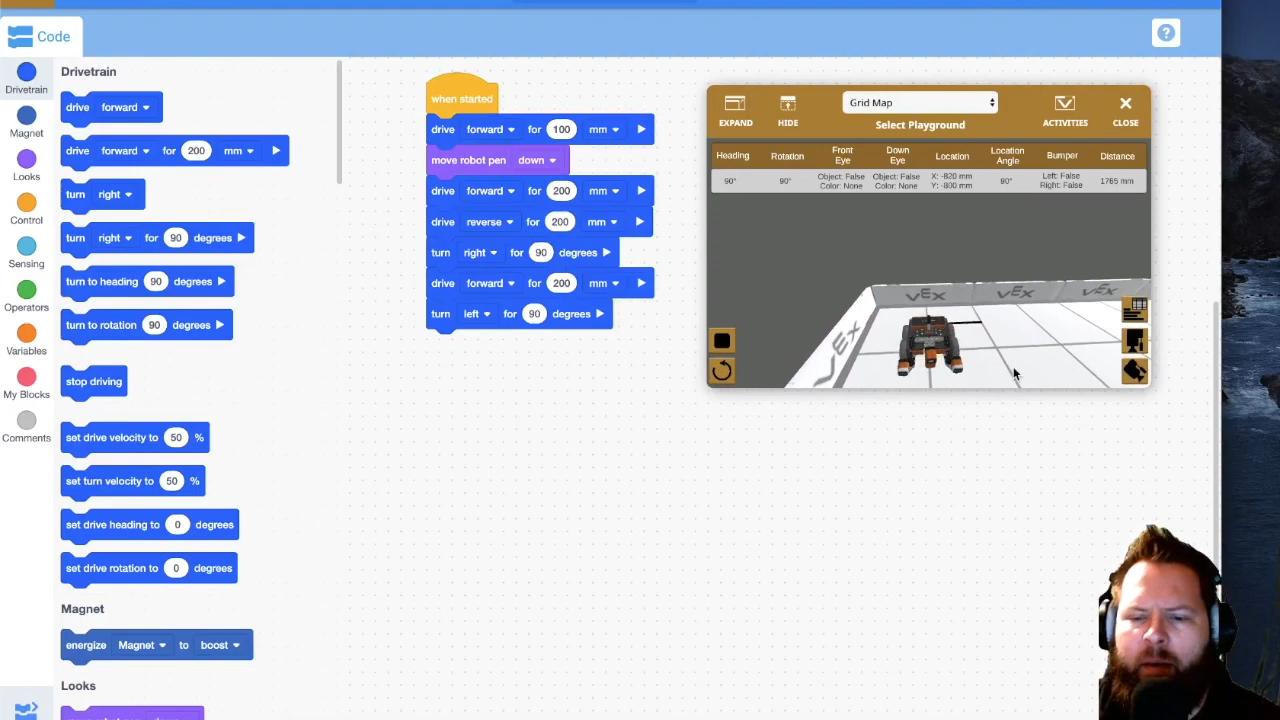 Code
?
Drivetrain
Magnet
Looks
Control
Sensing
Operators
Variables
My Blocks
Comments
Drivetrain
drive forward
drive forward for 200 mm
turn right
turn right for 90 degrees
turn to heading 90 degrees
turn to rotation 90 degrees
stop driving
set drive velocity to 50 %
set turn velocity to 50 %
set drive heading to 0 degrees
set drive rotation to 0 degrees
Magnet
energize Magnet to boost
Looks
when started
drive forward for 100 mm
move robot pen down
drive forward for 200 mm
drive reverse for 200 mm
turn right for 90 degrees
drive forward for 200 mm
turn left for 90 degrees
EXPAND
HIDE
Grid Map
Select Playground
ACTIVITIES
CLOSE
Heading Rotation Front Eye Down Eye Location Location Angle Bumper Distance
90° 90° Object: False Color: None Object: False Color: None X: -820 mm Y: -800 mm 90° Left: False Right: False 1765 mm
VEX VEX VEX
VEX